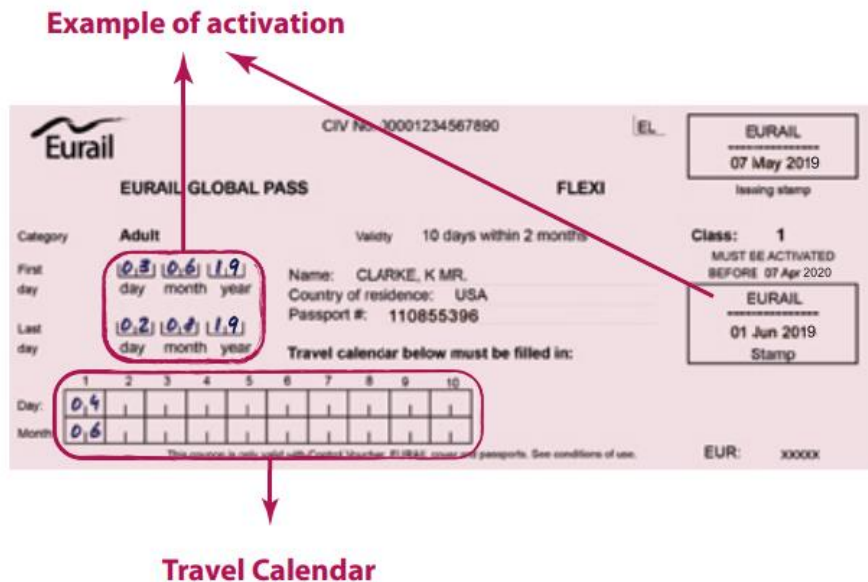 Example of activation
Eurail
CIV No. 00001234567890
EL
EURAIL
07 May 2019
Issuing stamp
EURAIL GLOBAL PASS
FLEXI
Category
Adult
Validity
10 days within 2 months
Class: 1
MUST BE ACTIVATED
BEFORE 07 Apr 2020
First
day
03 06 19
day month year
Name: CLARKE, K MR.
Country of residence: USA
Passport #: 110855396
EURAIL
01 Jun 2019
Stamp
Last
day
02 08 19
day month year
Travel calendar below must be filled in:
1 2 3 4 5 6 7 8 9 10
Day: 04
Month: 06
This coupon is only valid with Control Voucher, EURAIL cover and passports. See conditions of use.
EUR: xxxxx
Travel Calendar